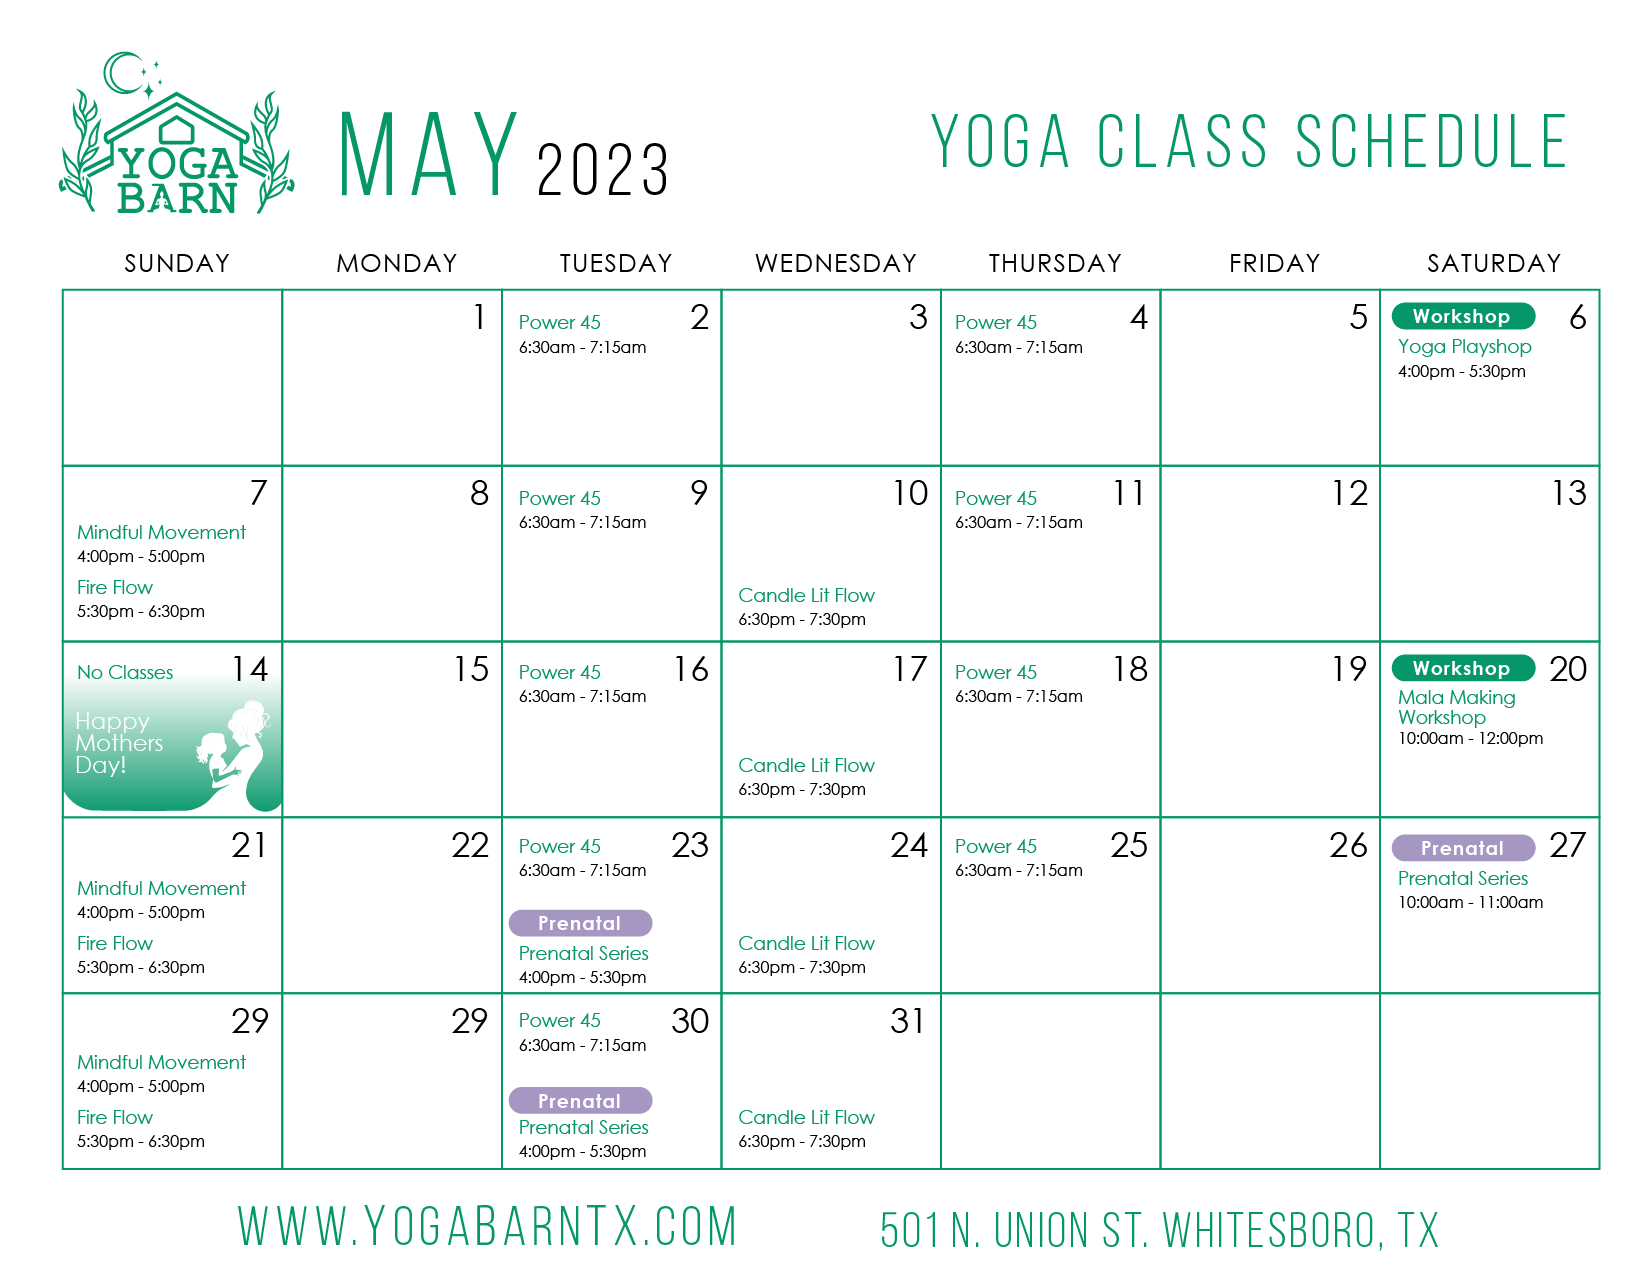 YOGA
BARN
MAY 2023
YOGA CLASS SCHEDULE
SUNDAY MONDAY TUESDAY WEDNESDAY THURSDAY FRIDAY SATURDAY
1
Power 45 2
6:30am - 7:15am
3
Power 45 4
6:30am - 7:15am
5
Workshop 6
Yoga Playshop
4:00pm - 5:30pm
7
Mindful Movement
4:00pm - 5:00pm
Fire Flow
5:30pm - 6:30pm
8
Power 45 9
6:30am - 7:15am
10
Candle Lit Flow
6:30pm - 7:30pm
Power 45 11
6:30am - 7:15am
12
13
No Classes 14
Happy
Mothers
Day!
15
Power 45 16
6:30am - 7:15am
17
Candle Lit Flow
6:30pm - 7:30pm
Power 45 18
6:30am - 7:15am
19
Workshop 20
Mala Making
Workshop
10:00am - 12:00pm
21
Mindful Movement
4:00pm - 5:00pm
Fire Flow
5:30pm - 6:30pm
22
Power 45 23
6:30am - 7:15am
Prenatal
Prenatal Series
4:00pm - 5:30pm
24
Candle Lit Flow
6:30pm - 7:30pm
Power 45 25
6:30am - 7:15am
26
Prenatal 27
Prenatal Series
10:00am - 11:00am
29
Mindful Movement
4:00pm - 5:00pm
Fire Flow
5:30pm - 6:30pm
29
Power 45 30
6:30am - 7:15am
Prenatal
Prenatal Series
4:00pm - 5:30pm
31
Candle Lit Flow
6:30pm - 7:30pm
WWW.YOGABARNTX.COM
501 N. UNION ST. WHITESBORO, TX